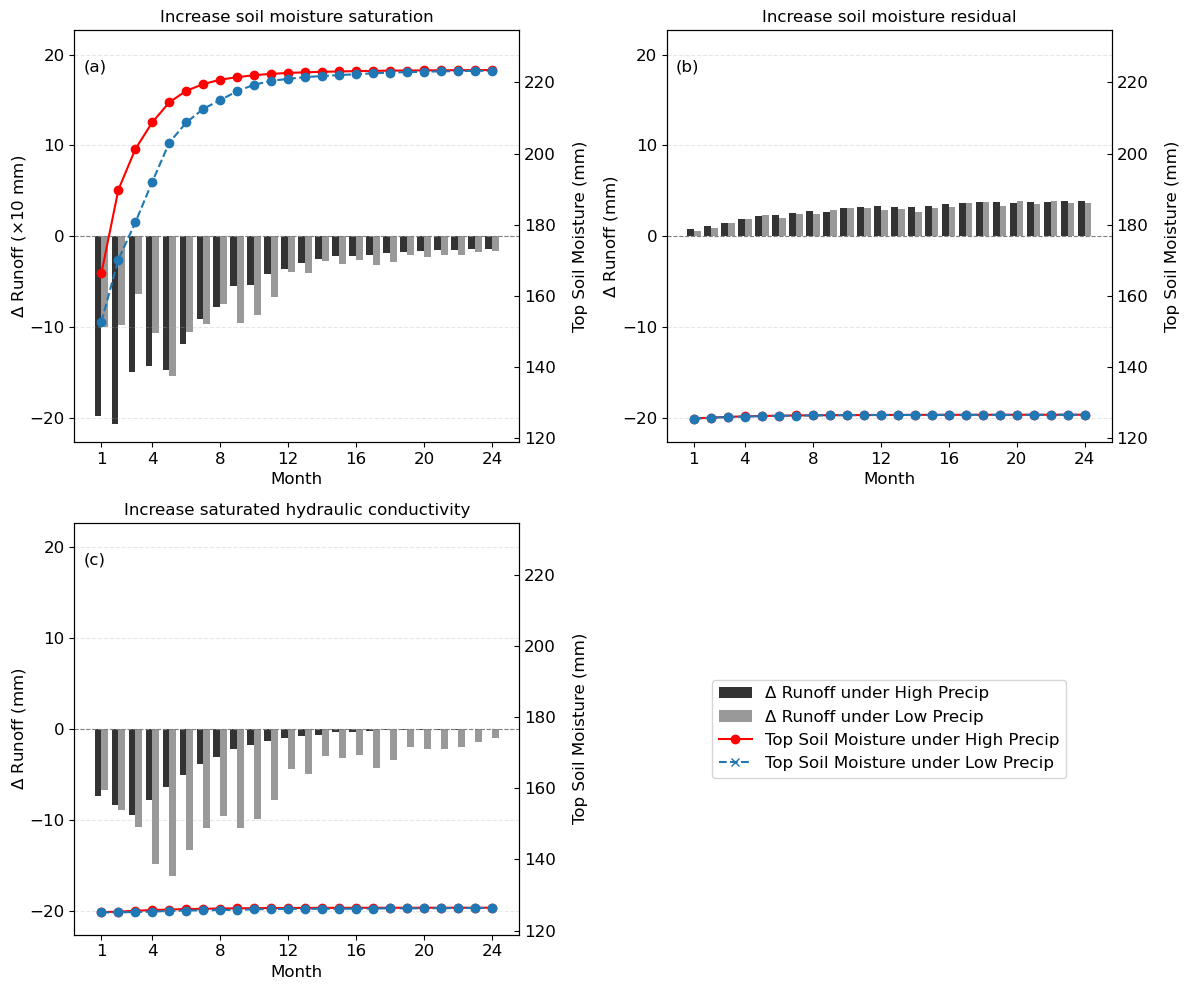 Increase soil moisture saturation
(a)
Δ Runoff (×10 mm)
20
10
0
−10
−20
220
200
180
160
140
120
Top Soil Moisture (mm)
1 4 8 12 16 20 24
Month
Increase soil moisture residual
(b)
Δ Runoff (mm)
20
10
0
−10
−20
220
200
180
160
140
120
Top Soil Moisture (mm)
1 4 8 12 16 20 24
Month
Increase saturated hydraulic conductivity
(c)
Δ Runoff (mm)
20
10
0
−10
−20
220
200
180
160
140
120
Top Soil Moisture (mm)
1 4 8 12 16 20 24
Month
Δ Runoff under High Precip
Δ Runoff under Low Precip
Top Soil Moisture under High Precip
Top Soil Moisture under Low Precip